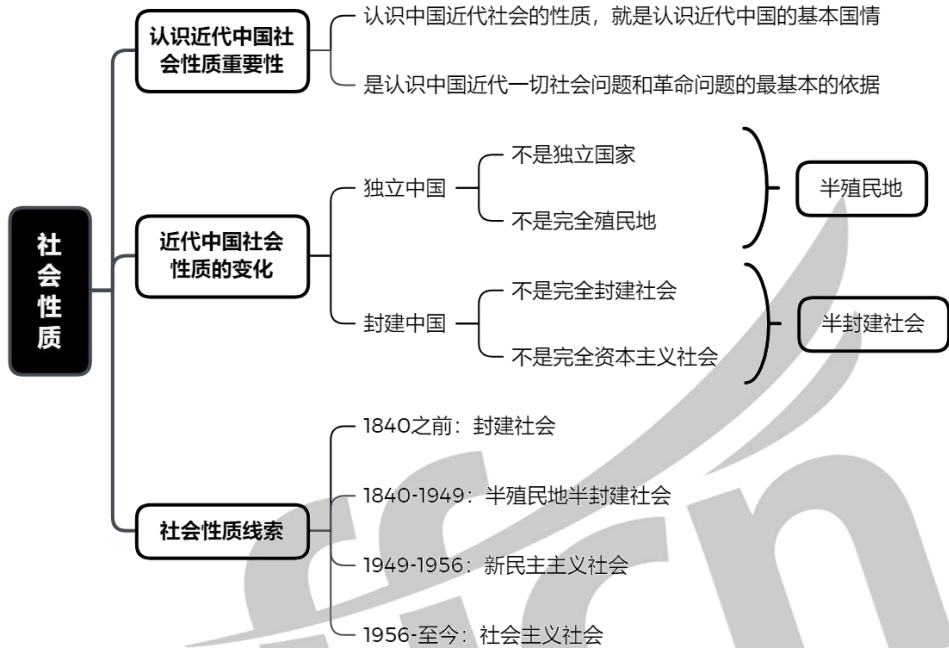 社
会
性
质
认识近代中国社
会性质重要性
认识中国近代社会的性质，就是认识近代中国的基本国情
是认识中国近代一切社会问题和革命问题的最基本的依据
近代中国社会
性质的变化
独立中国
不是独立国家
不是完全殖民地
半殖民地
封建中国
不是完全封建社会
不是完全资本主义社会
半封建社会
社会性质线索
1840之前：封建社会
1840-1949：半殖民地半封建社会
1949-1956：新民主主义社会
1956-至今：社会主义社会